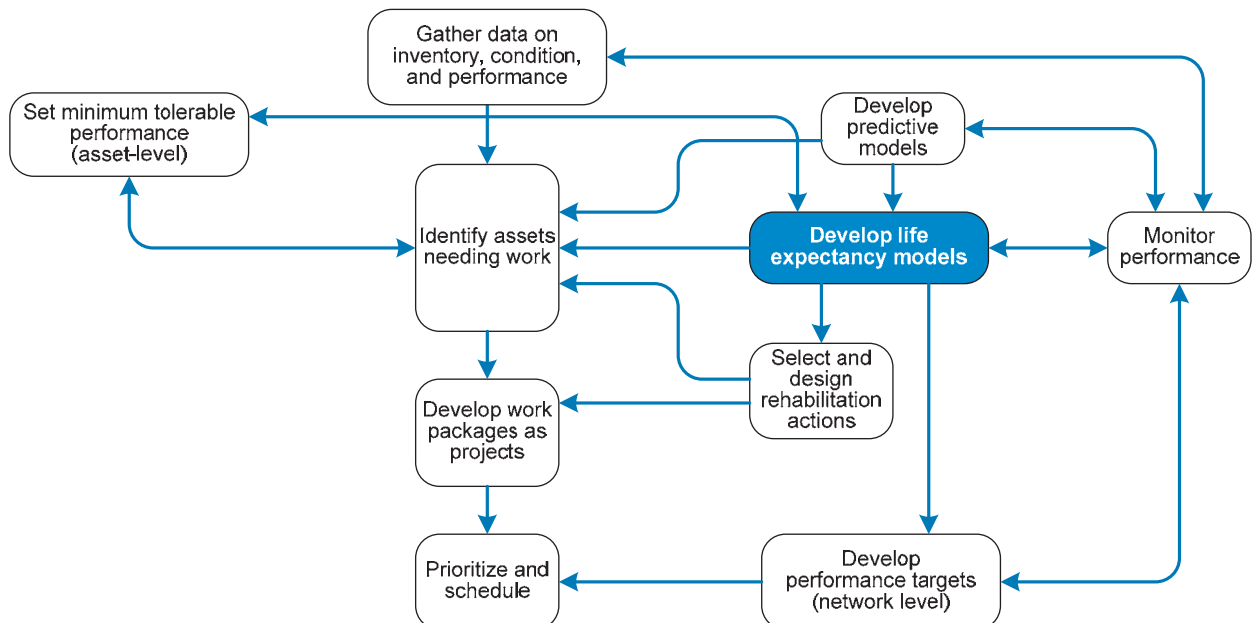 Gather data on
inventory, condition,
and performance
Set minimum tolerable
performance
(asset-level)
Develop
predictive
models
Identify assets
needing work
Develop life
expectancy models
Monitor
performance
Select and
design
rehabilitation
actions
Develop work
packages as
projects
Prioritize and
schedule
Develop
performance targets
(network level)